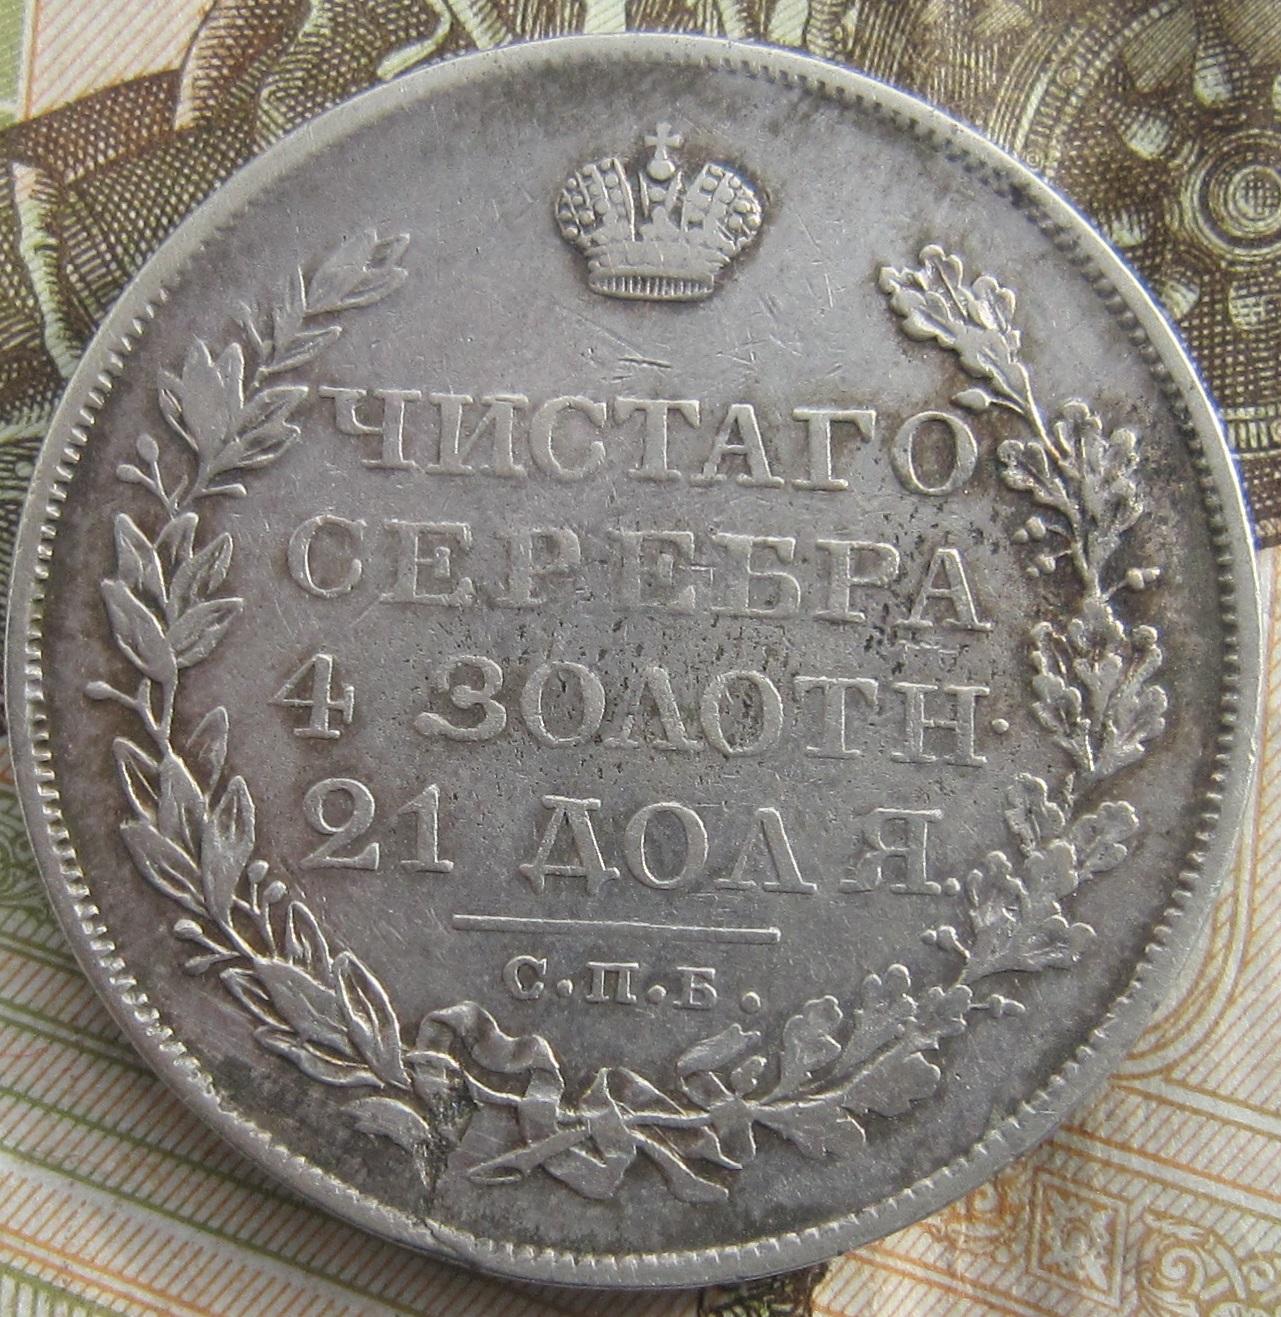 ЧИСТАГО
СЕРЕБРА
4 ЗОЛОТН.
21 ДОЛЯ.
С.П.Б.